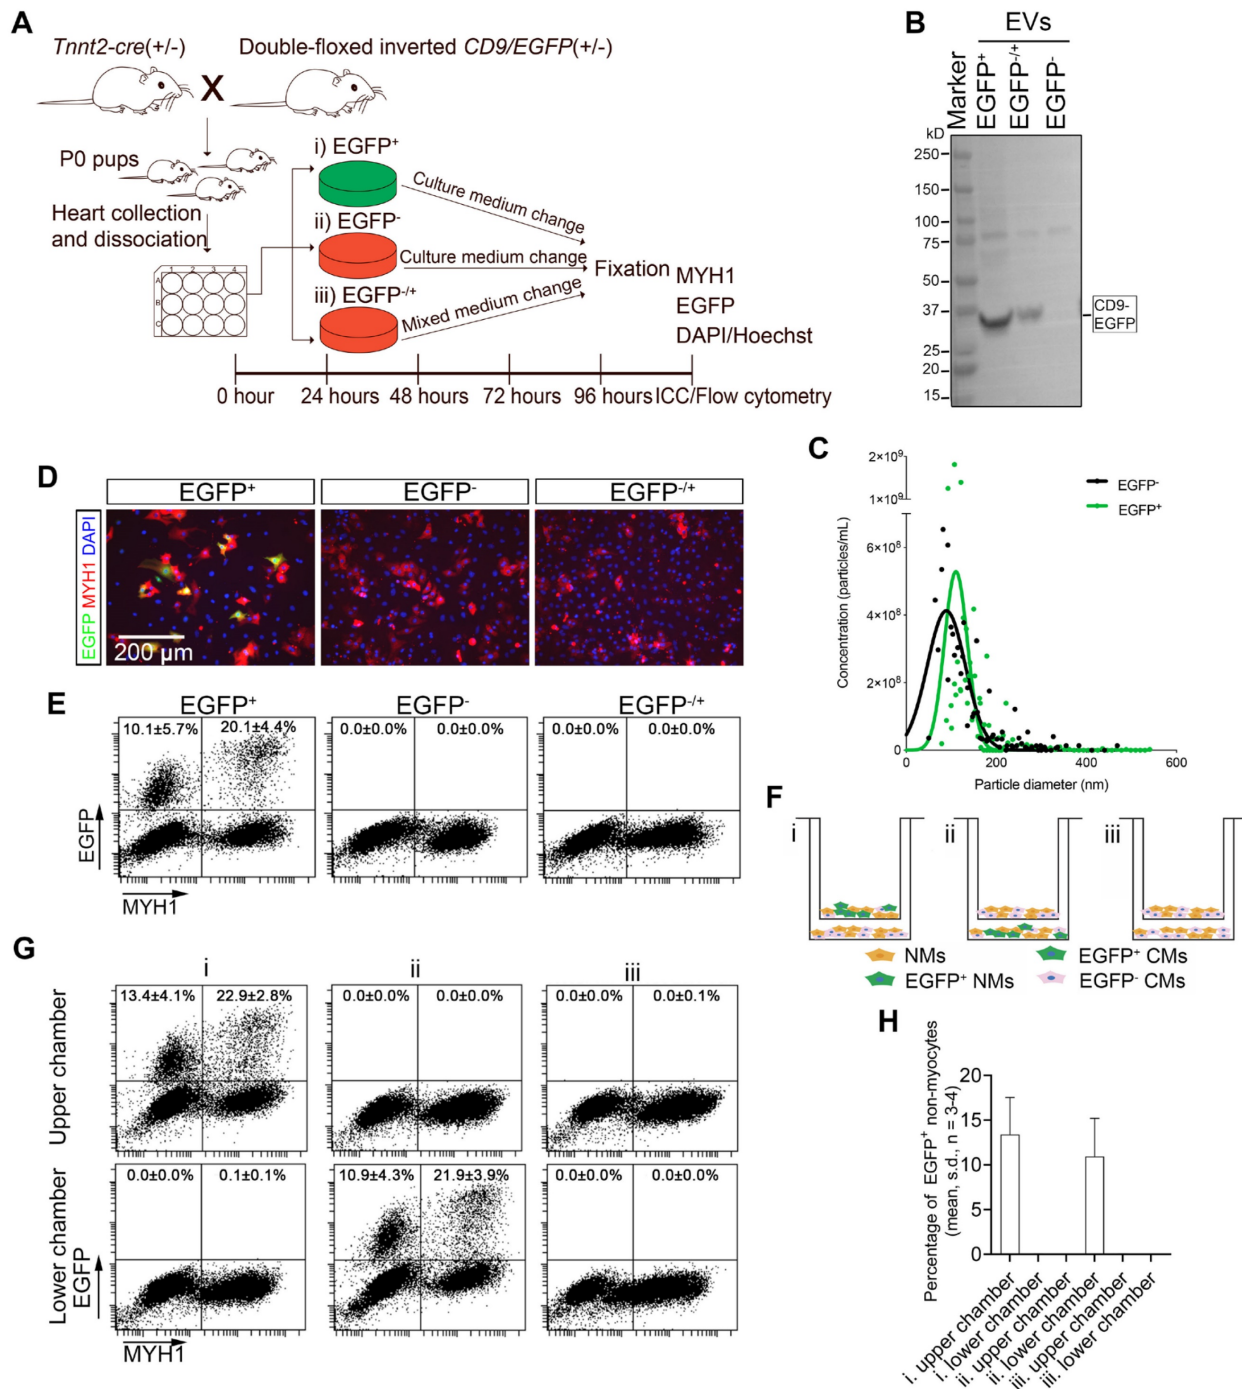 A
Tnnt2-cre(+/-)
Double-floxed inverted CD9/EGFP(+/-)
X
P0 pups
Heart collection
and dissociation
1 2 3 4
A
B
C
i) EGFP+
ii) EGFP-
iii) EGFP-/+
Culture medium change
Culture medium change
Mixed medium change
Fixation
MYH1
EGFP
DAPI/Hoechst
0 hour
24 hours
48 hours
72 hours
96 hours
ICC/Flow cytometry
B
EVs
Marker
EGFP+
EGFP-/+
EGFP-
kD
250
150
100
75
50
37
25
20
15
CD9-
EGFP
C
2×10⁹
1×10⁹
6×10⁸
4×10⁸
2×10⁸
0
Concentration (particles/mL)
EGFP-
EGFP+
0 200 400 600
Particle diameter (nm)
D
EGFP+
EGFP-
EGFP-/+
EGFP MYH1 DAPI
200 µm
E
EGFP+
EGFP-
EGFP-/+
10.1±5.7% 20.1±4.4%
0.0±0.0% 0.0±0.0%
0.0±0.0% 0.0±0.0%
EGFP
MYH1
F
i
ii
iii
NMs
EGFP+ CMs
EGFP+ NMs
EGFP- CMs
G
i
ii
iii
Upper chamber
13.4±4.1% 22.9±2.8%
0.0±0.0% 0.0±0.0%
0.0±0.0% 0.0±0.1%
Lower chamber
0.0±0.0% 0.1±0.1%
10.9±4.3% 21.9±3.9%
0.0±0.0% 0.0±0.0%
EGFP
MYH1
H
Percentage of EGFP+ non-myocytes
(mean, s.d., n = 3-4)
20
15
10
5
0
i. upper chamber
i. lower chamber
ii. upper chamber
ii. lower chamber
iii. upper chamber
iii. lower chamber